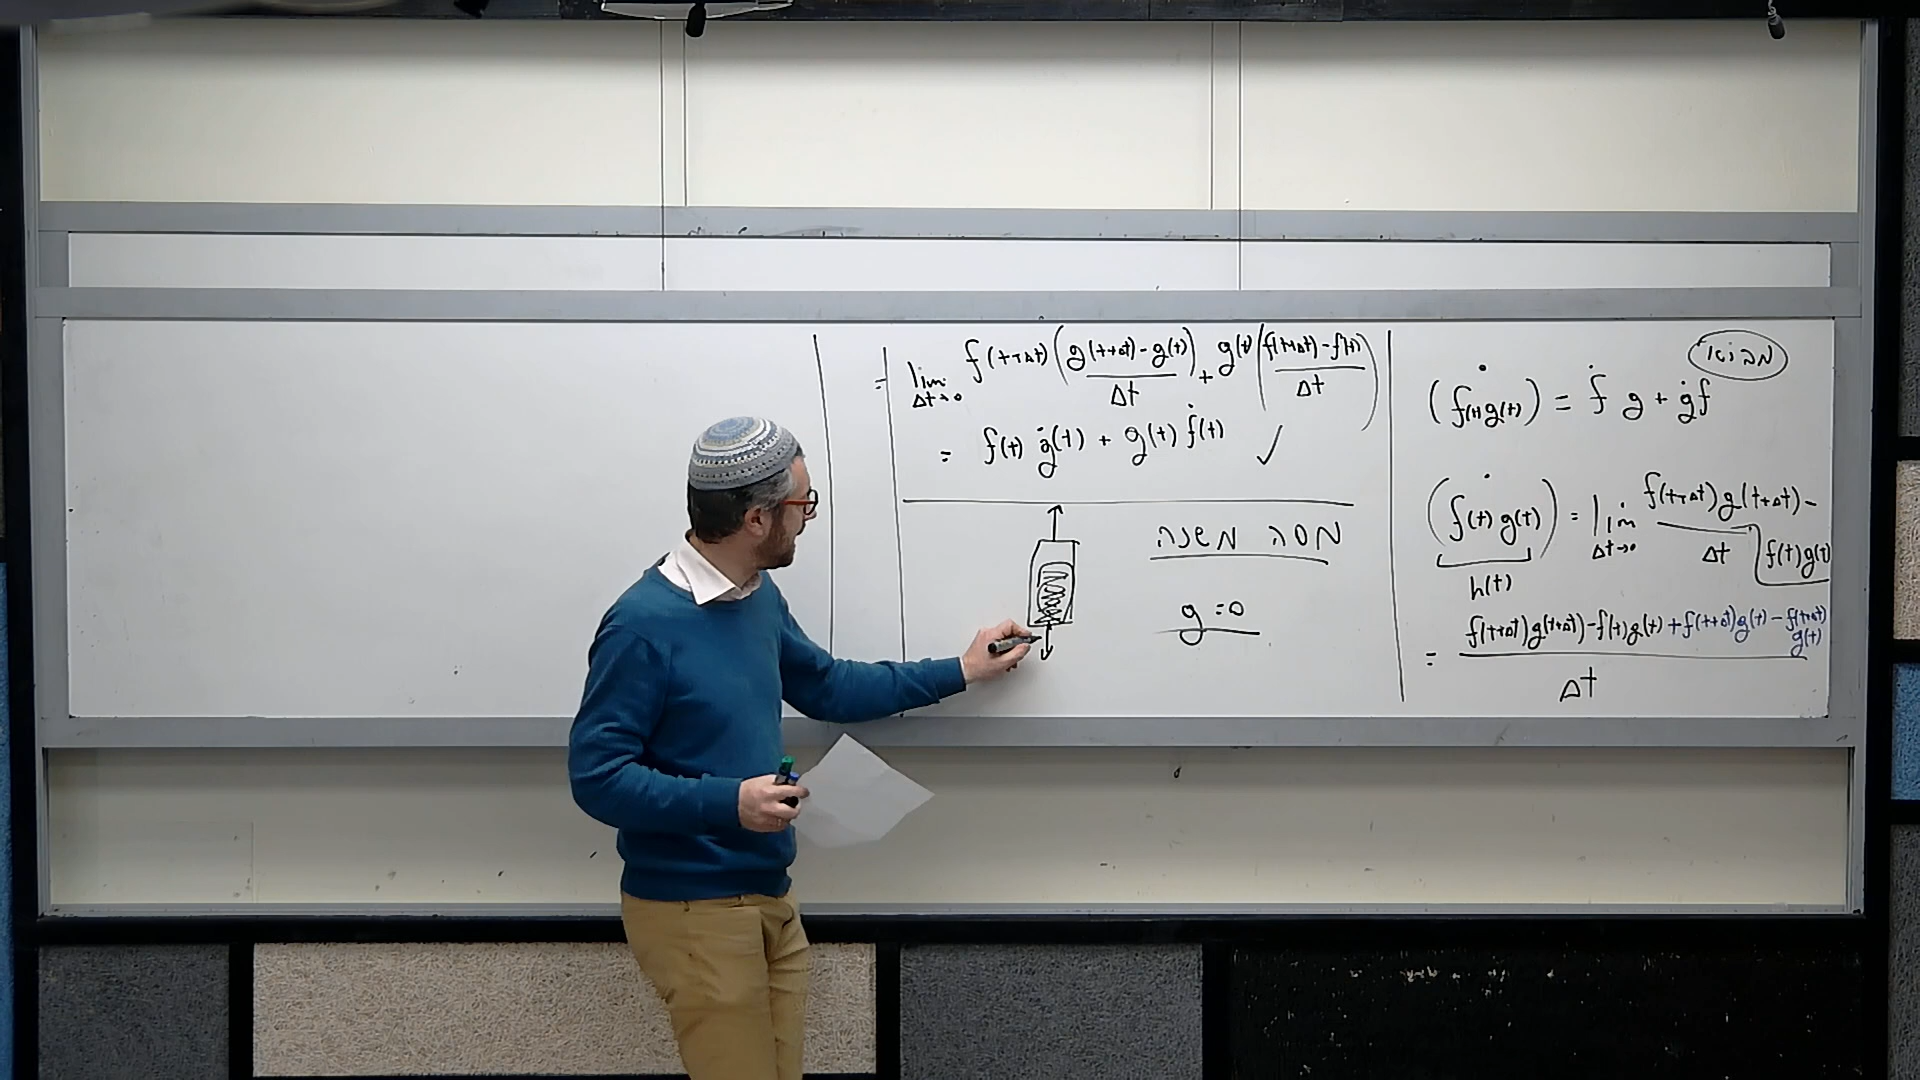 מבוא
(f(t)g(t))˙ = ḟ g + ġ f
(f(t) g(t))˙ = lim Δt→0 f(t+Δt)g(t+Δt) - f(t)g(t) / Δt
h(t)
= f(t+Δt)g(t+Δt) - f(t)g(t) + f(t+Δt)g(t) - f(t+Δt)g(t) / Δt
= lim Δt→0 f(t+Δt) (g(t+Δt) - g(t) / Δt) + g(t) (f(t+Δt) - f(t) / Δt)
= f(t) ġ(t) + g(t) ḟ(t) ✓
מסה משתנה
g = 0